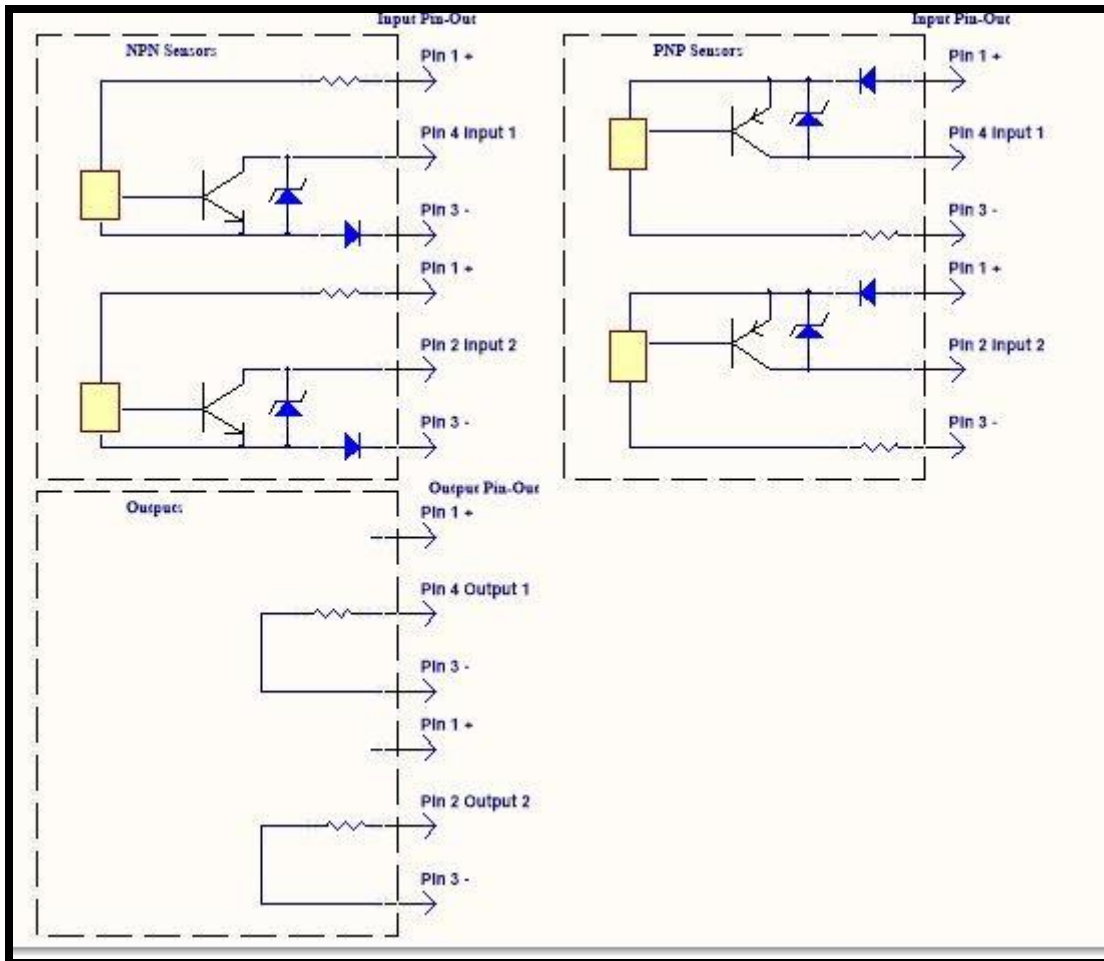 Input Pin-Out
NPN Sensors
Pin 1 +
Pin 4 Input 1
Pin 3 -
Pin 1 +
Pin 2 Input 2
Pin 3 -
Input Pin-Out
PNP Sensors
Pin 1 +
Pin 4 Input 1
Pin 3 -
Pin 1 +
Pin 2 Input 2
Pin 3 -
Output Pin-Out
Outputs
Pin 1 +
Pin 4 Output 1
Pin 3 -
Pin 1 +
Pin 2 Output 2
Pin 3 -